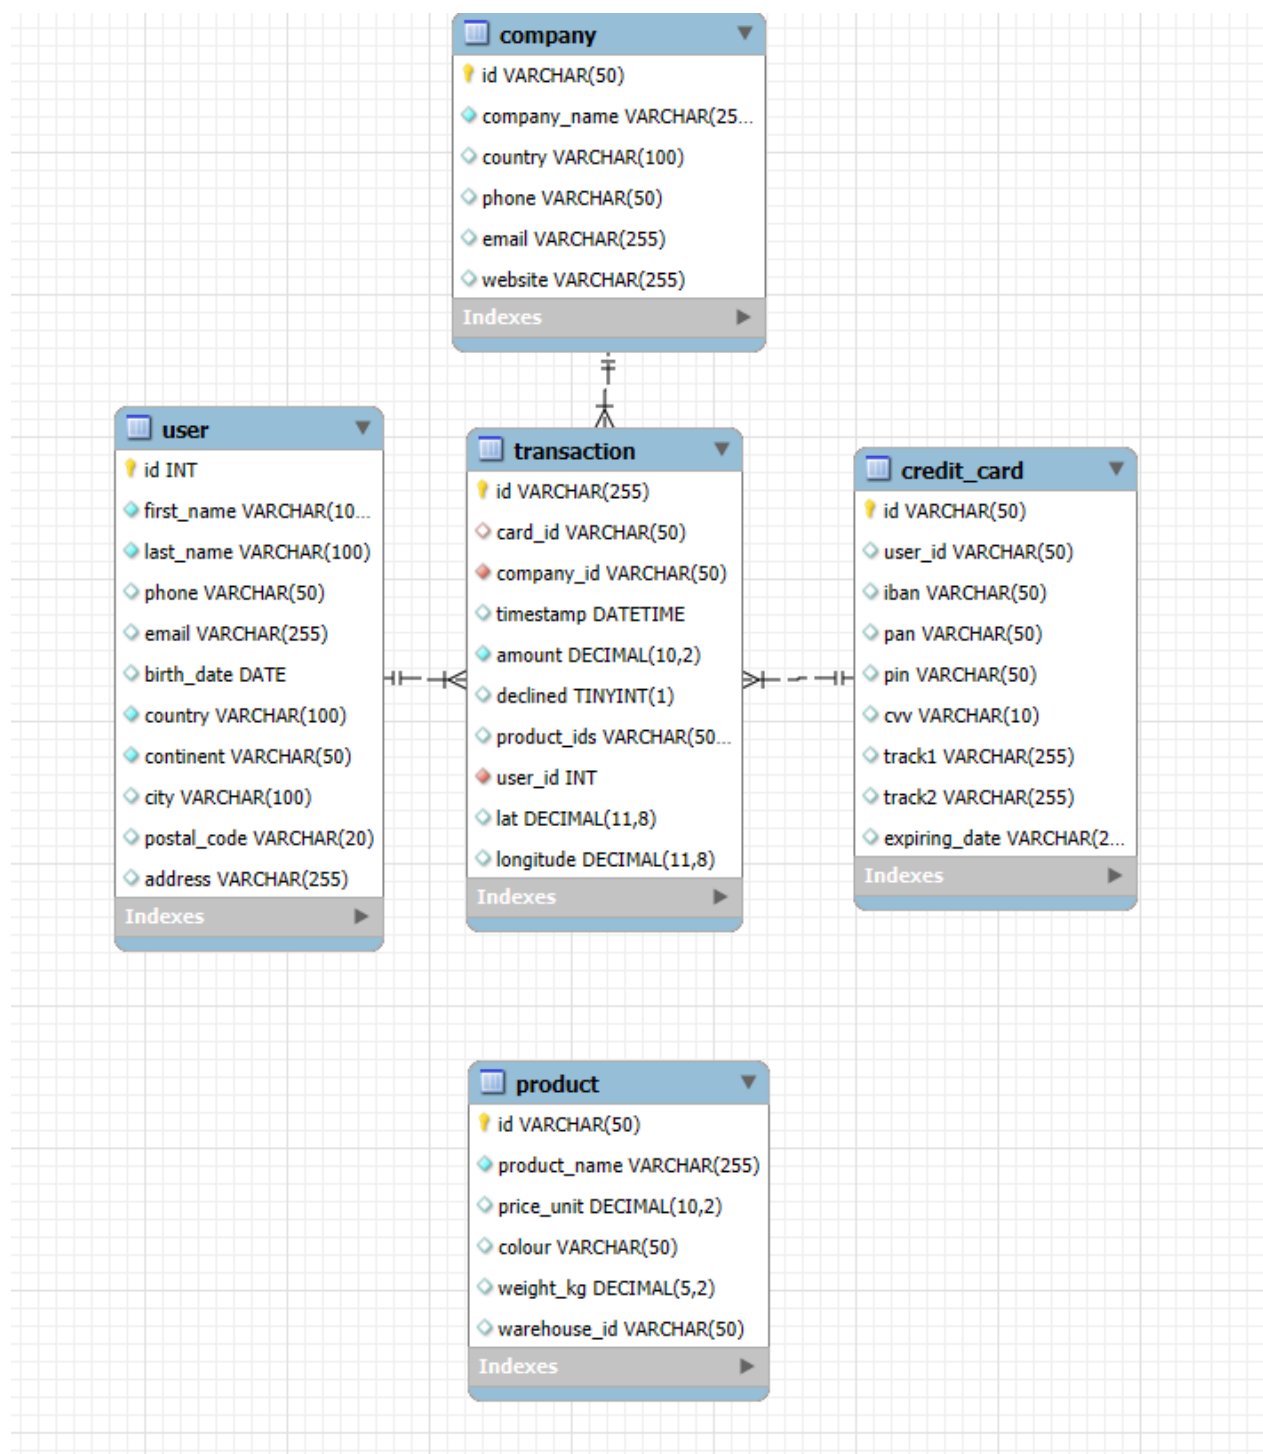 company
id VARCHAR(50)
company_name VARCHAR(25...
country VARCHAR(100)
phone VARCHAR(50)
email VARCHAR(255)
website VARCHAR(255)
Indexes
user
id INT
first_name VARCHAR(10...
last_name VARCHAR(100)
phone VARCHAR(50)
email VARCHAR(255)
birth_date DATE
country VARCHAR(100)
continent VARCHAR(50)
city VARCHAR(100)
postal_code VARCHAR(20)
address VARCHAR(255)
Indexes
transaction
id VARCHAR(255)
card_id VARCHAR(50)
company_id VARCHAR(50)
timestamp DATETIME
amount DECIMAL(10,2)
declined TINYINT(1)
product_ids VARCHAR(50...
user_id INT
lat DECIMAL(11,8)
longitude DECIMAL(11,8)
Indexes
credit_card
id VARCHAR(50)
user_id VARCHAR(50)
iban VARCHAR(50)
pan VARCHAR(50)
pin VARCHAR(50)
cvv VARCHAR(10)
track1 VARCHAR(255)
track2 VARCHAR(255)
expiring_date VARCHAR(2...
Indexes
product
id VARCHAR(50)
product_name VARCHAR(255)
price_unit DECIMAL(10,2)
colour VARCHAR(50)
weight_kg DECIMAL(5,2)
warehouse_id VARCHAR(50)
Indexes